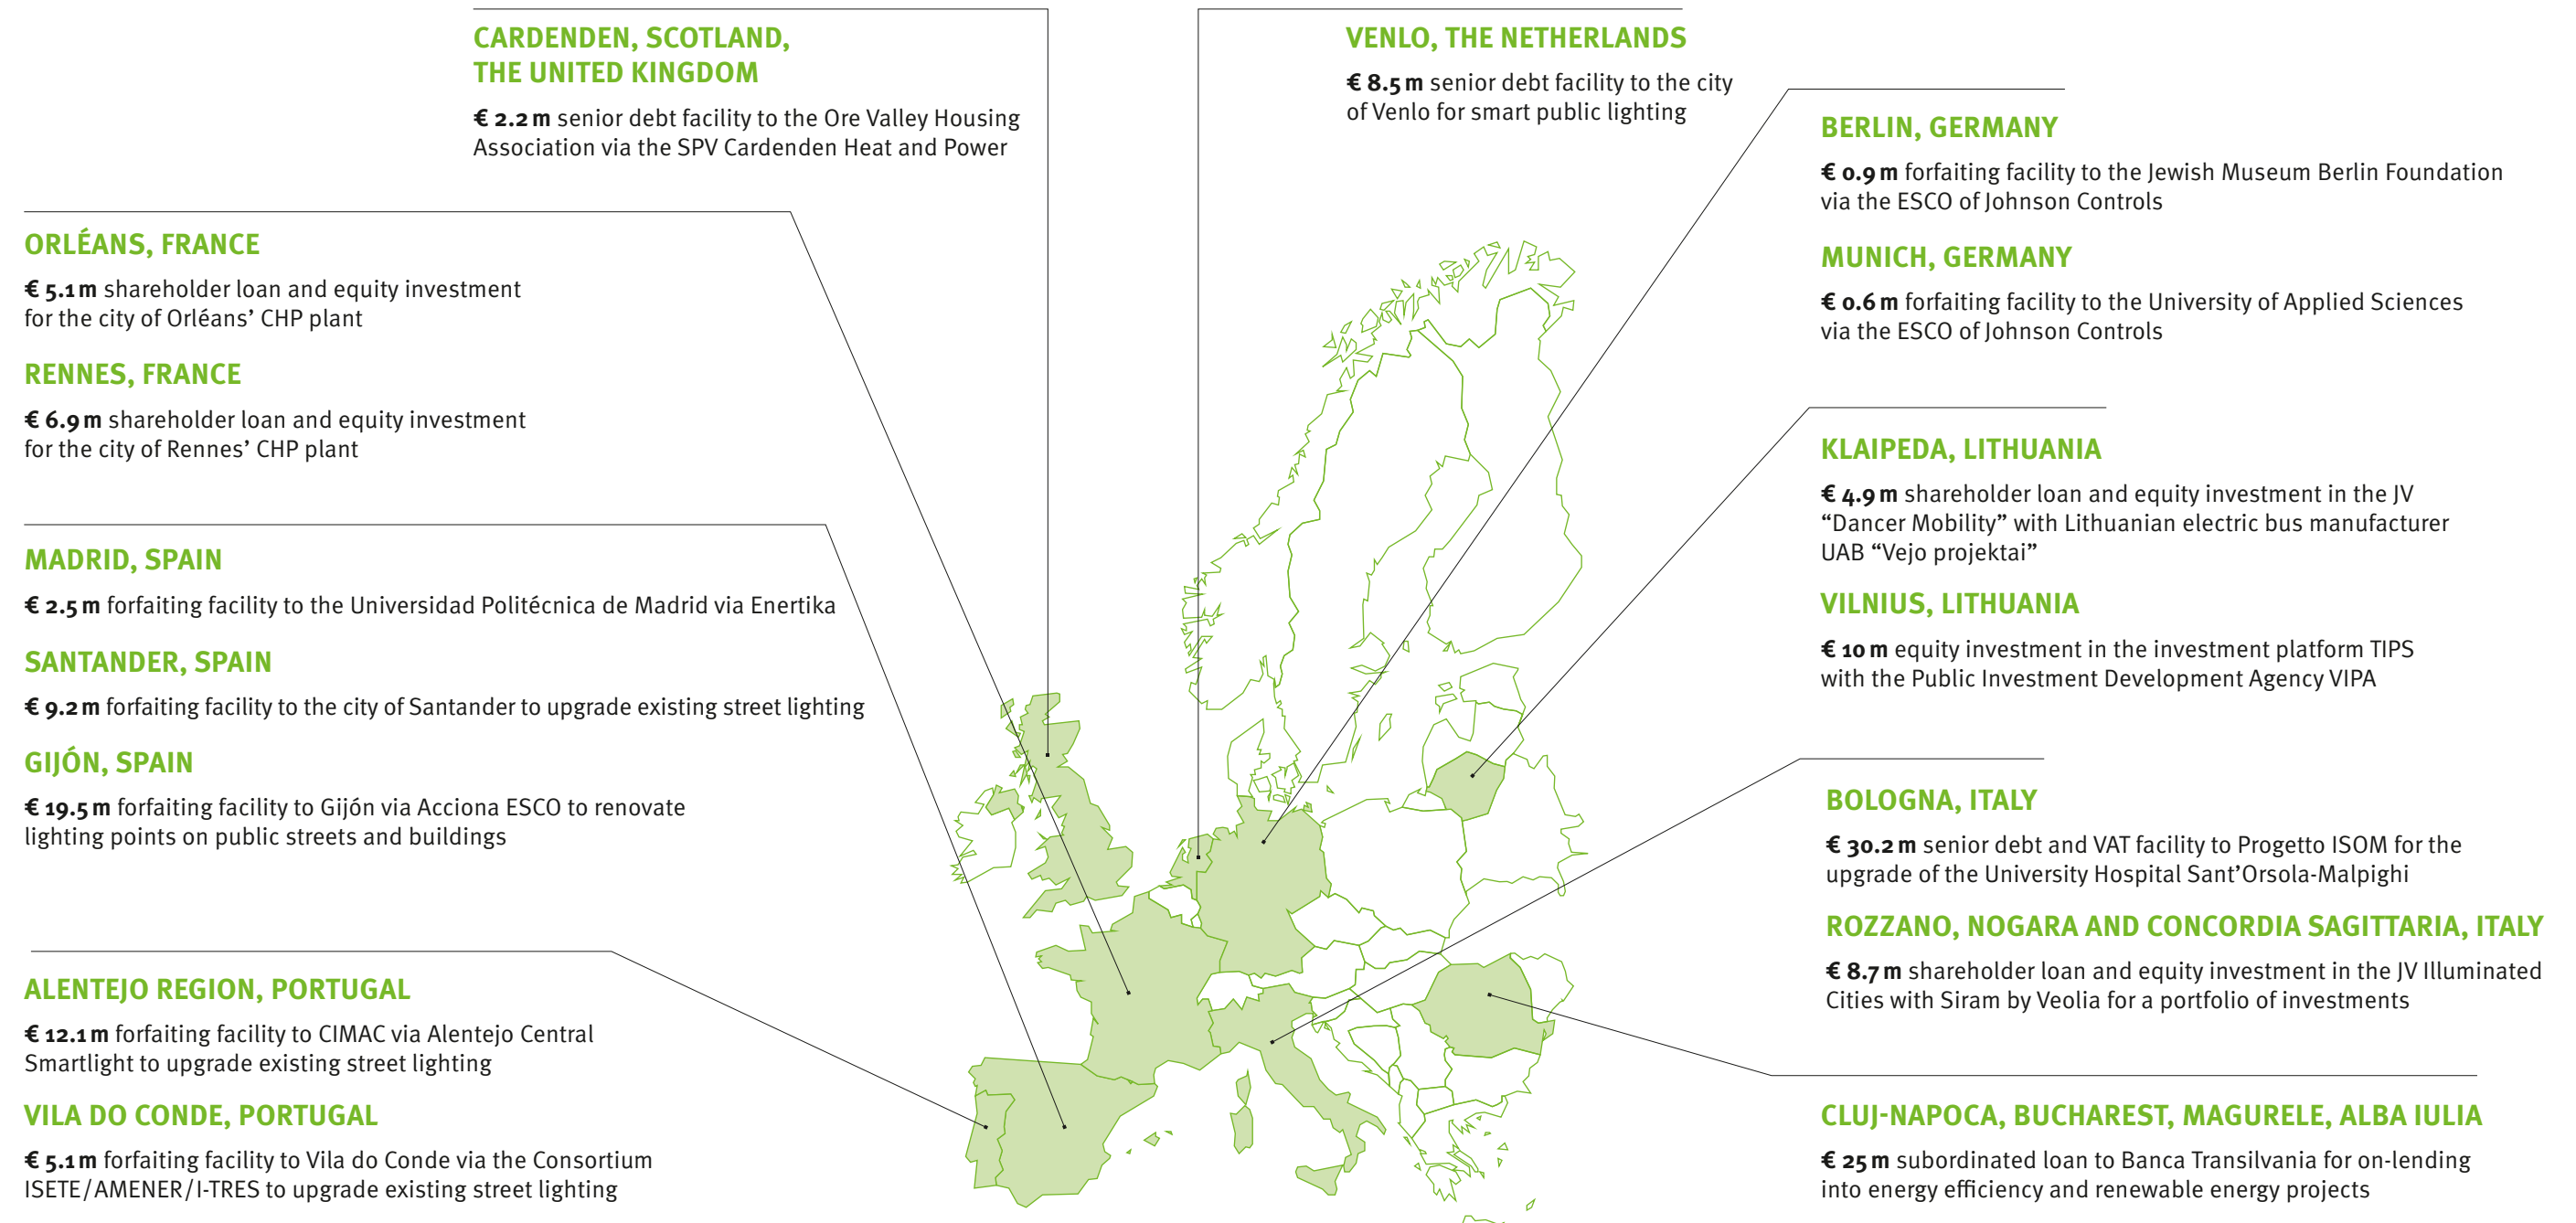 CARDENDEN, SCOTLAND,
THE UNITED KINGDOM
€ 2.2 m senior debt facility to the Ore Valley Housing
Association via the SPV Cardenden Heat and Power
VENLO, THE NETHERLANDS
€ 8.5 m senior debt facility to the city
of Venlo for smart public lighting
BERLIN, GERMANY
€ 0.9 m forfaiting facility to the Jewish Museum Berlin Foundation
via the ESCO of Johnson Controls
MUNICH, GERMANY
€ 0.6 m forfaiting facility to the University of Applied Sciences
via the ESCO of Johnson Controls
ORLÉANS, FRANCE
€ 5.1 m shareholder loan and equity investment
for the city of Orléans’ CHP plant
RENNES, FRANCE
€ 6.9 m shareholder loan and equity investment
for the city of Rennes’ CHP plant
KLAIPEDA, LITHUANIA
€ 4.9 m shareholder loan and equity investment in the JV
“Dancer Mobility” with Lithuanian electric bus manufacturer
UAB “Vejo projektai”
VILNIUS, LITHUANIA
€ 10 m equity investment in the investment platform TIPS
with the Public Investment Development Agency VIPA
MADRID, SPAIN
€ 2.5 m forfaiting facility to the Universidad Politécnica de Madrid via Enertika
SANTANDER, SPAIN
€ 9.2 m forfaiting facility to the city of Santander to upgrade existing street lighting
GIJÓN, SPAIN
€ 19.5 m forfaiting facility to Gijón via Acciona ESCO to renovate
lighting points on public streets and buildings
BOLOGNA, ITALY
€ 30.2 m senior debt and VAT facility to Progetto ISOM for the
upgrade of the University Hospital Sant’Orsola-Malpighi
ROZZANO, NOGARA AND CONCORDIA SAGITTARIA, ITALY
€ 8.7 m shareholder loan and equity investment in the JV Illuminated
Cities with Siram by Veolia for a portfolio of investments
ALENTEJO REGION, PORTUGAL
€ 12.1 m forfaiting facility to CIMAC via Alentejo Central
Smartlight to upgrade existing street lighting
VILA DO CONDE, PORTUGAL
€ 5.1 m forfaiting facility to Vila do Conde via the Consortium
ISETE/AMENER/I-TRES to upgrade existing street lighting
CLUJ-NAPOCA, BUCHAREST, MAGURELE, ALBA IULIA
€ 25 m subordinated loan to Banca Transilvania for on-lending
into energy efficiency and renewable energy projects